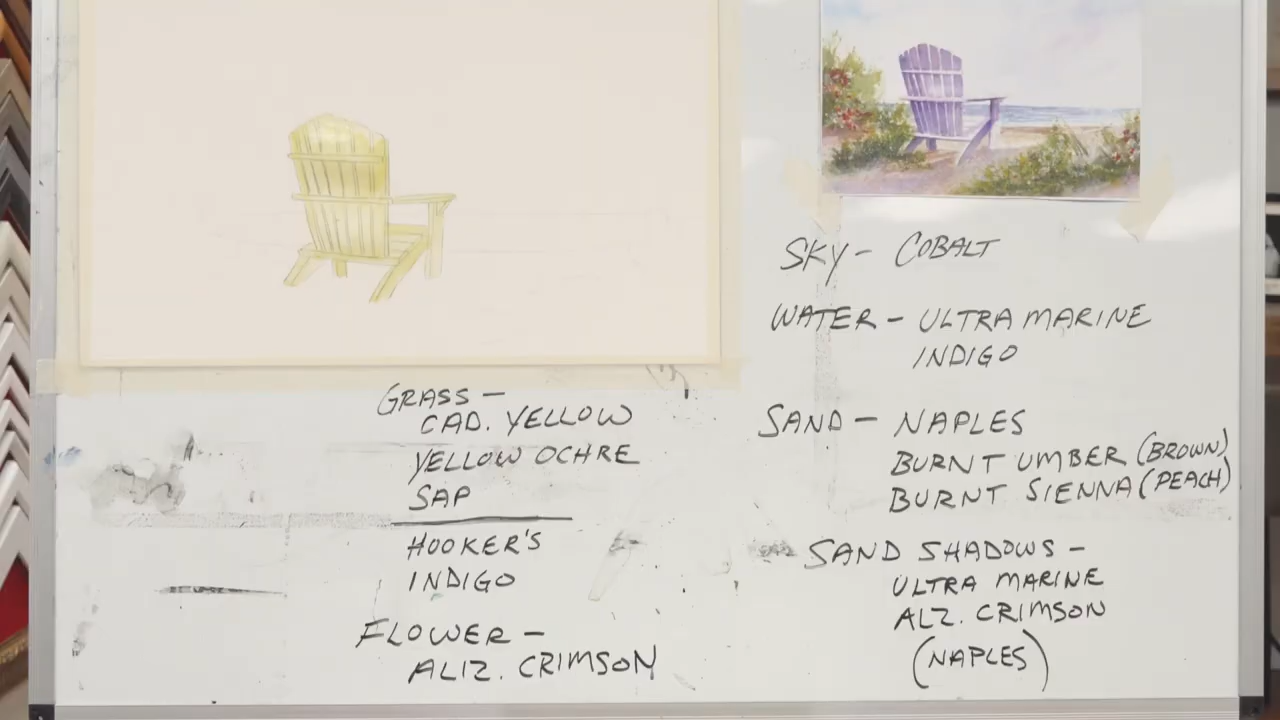 GRASS —
CAD. YELLOW
YELLOW OCHRE
SAP
HOOKER'S
INDIGO
FLOWER —
ALIZ. CRIMSON
SKY — COBALT
WATER — ULTRA MARINE
INDIGO
SAND — NAPLES
BURNT UMBER (BROWN)
BURNT SIENNA (PEACH)
SAND SHADOWS —
ULTRA MARINE
ALZ. CRIMSON
(NAPLES)